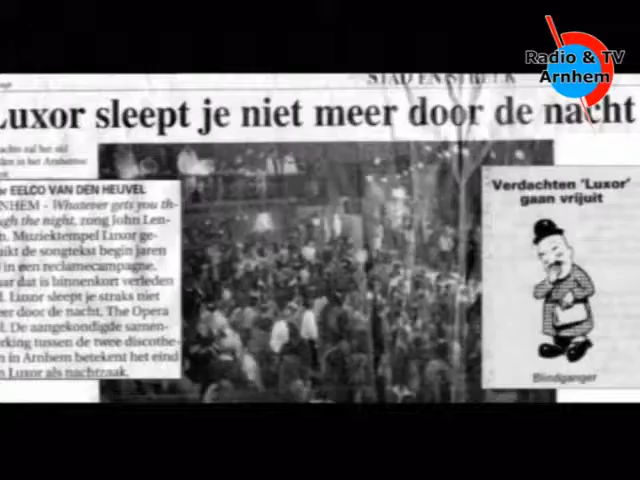 Radio & TV
Arnhem
STAD EN STREEK
Luxor sleept je niet meer door de nacht
EELCO VAN DEN HEUVEL
NHEM - Whatever gets you th-
gh the night, zong John Len-
Muziektempel Luxor ge-
ikt de songtekst begin jaren
in een reclamecampagne.
ar dat is binnenkort verleden
Luxor sleept je straks niet
er door de nacht, The Opera
De aangekondigde samen-
rking tussen de twee discothe-
n in Arnhem betekent het eind
n Luxor als nachtzaak.
Verdachten 'Luxor'
gaan vrijuit
Blindganger